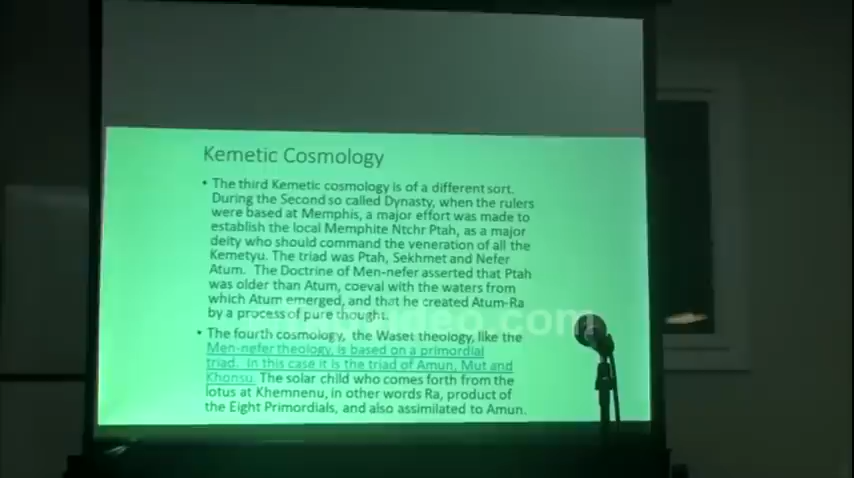 Kemetic Cosmology
• The third Kemetic cosmology is of a different sort.
During the Second so called Dynasty, when the rulers
were based at Memphis, a major effort was made to
establish the local Memphite Ntchr Ptah, as a major
deity who should command the veneration of all the
Kemetyu. The triad was Ptah, Sekhmet and Nefer
Atum. The Doctrine of Men-nefer asserted that Ptah
was older than Atum, coeval with the waters from
which Atum emerged, and that he created Atum-Ra
by a process of pure thought.
• The fourth cosmology, the Waset theology, like the
Men-nefer theology, is based on a primordial
triad. In this case it is the triad of Amun, Mut and
Khonsu. The solar child who comes forth from the
lotus at Khemnenu, in other words Ra, product of
the Eight Primordials, and also assimilated to Amun.